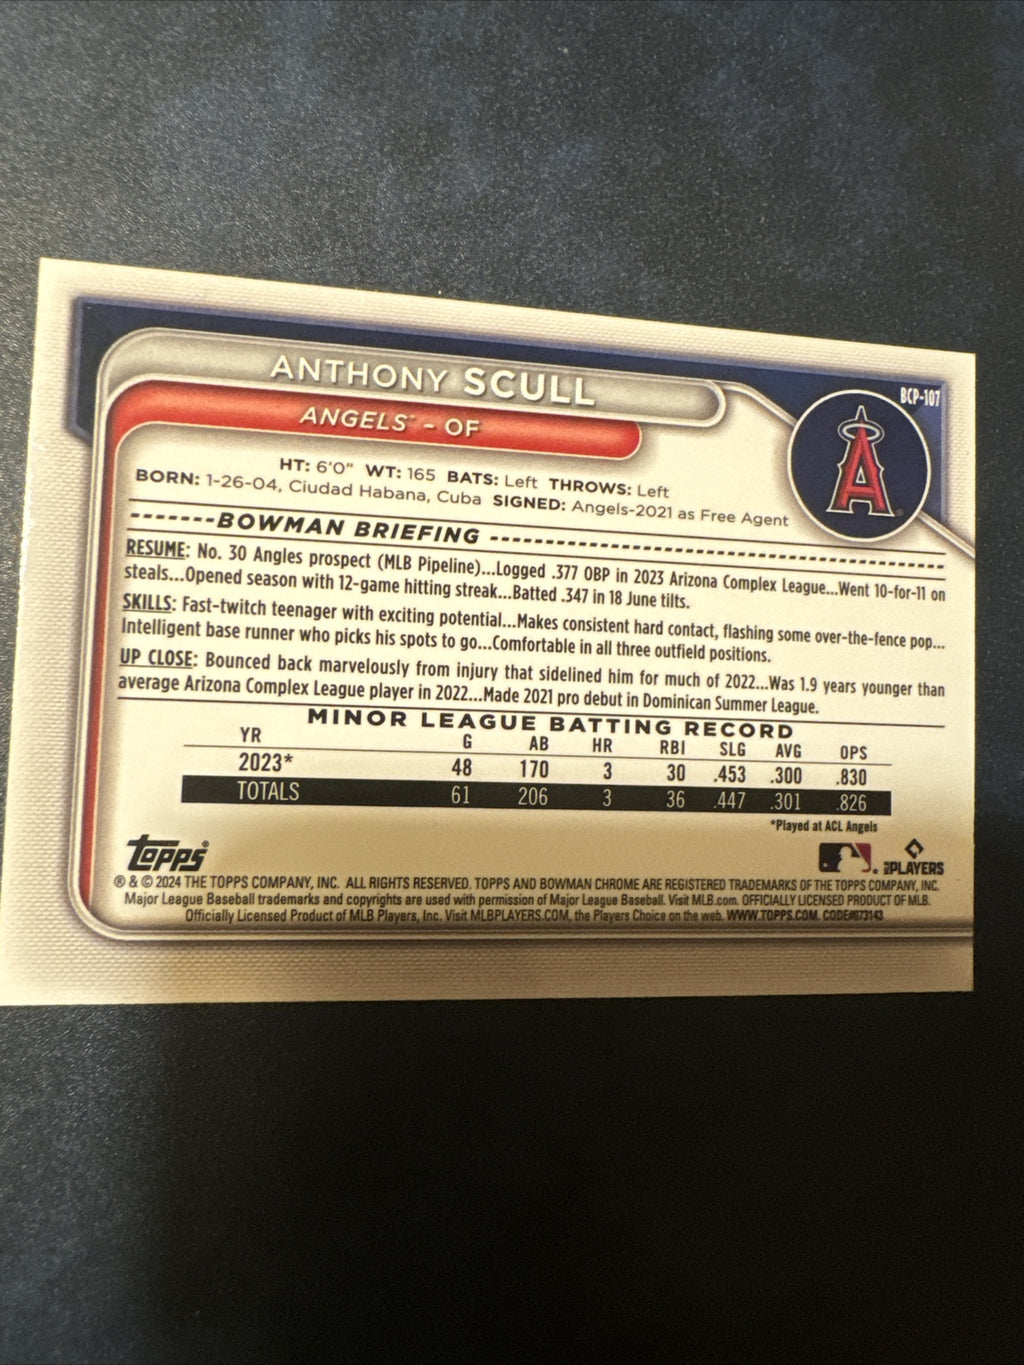 BCP-107
ANTHONY SCULL
ANGELS - OF
A
HT: 6'0" WT: 165 BATS: Left THROWS: Left
BORN: 1-26-04, Ciudad Habana, Cuba SIGNED: Angels-2021 as Free Agent
-------BOWMAN BRIEFING ---------------------------------------
RESUME: No. 30 Angles prospect (MLB Pipeline)...Logged .377 OBP in 2023 Arizona Complex League...Went 10-for-11 on
steals...Opened season with 12-game hitting streak...Batted .347 in 18 June tilts.
SKILLS: Fast-twitch teenager with exciting potential...Makes consistent hard contact, flashing some over-the-fence pop...
Intelligent base runner who picks his spots to go...Comfortable in all three outfield positions.
UP CLOSE: Bounced back marvelously from injury that sidelined him for much of 2022...Was 1.9 years younger than
average Arizona Complex League player in 2022...Made 2021 pro debut in Dominican Summer League.
MINOR LEAGUE BATTING RECORD
YR G AB HR RBI SLG AVG OPS
2023* 48 170 3 30 .453 .300 .830
TOTALS 61 206 3 36 .447 .301 .826
*Played at ACL Angels
TOPPS®
MLB PLAYERS
® & © 2024 THE TOPPS COMPANY, INC. ALL RIGHTS RESERVED. TOPPS AND BOWMAN CHROME ARE REGISTERED TRADEMARKS OF THE TOPPS COMPANY, INC.
Major League Baseball trademarks and copyrights are used with permission of Major League Baseball. Visit MLB.com. OFFICIALLY LICENSED PRODUCT OF MLB.
Officially Licensed Product of MLB Players, Inc. Visit MLBPLAYERS.COM, the Players Choice on the web. WWW.TOPPS.COM. CODE#073143